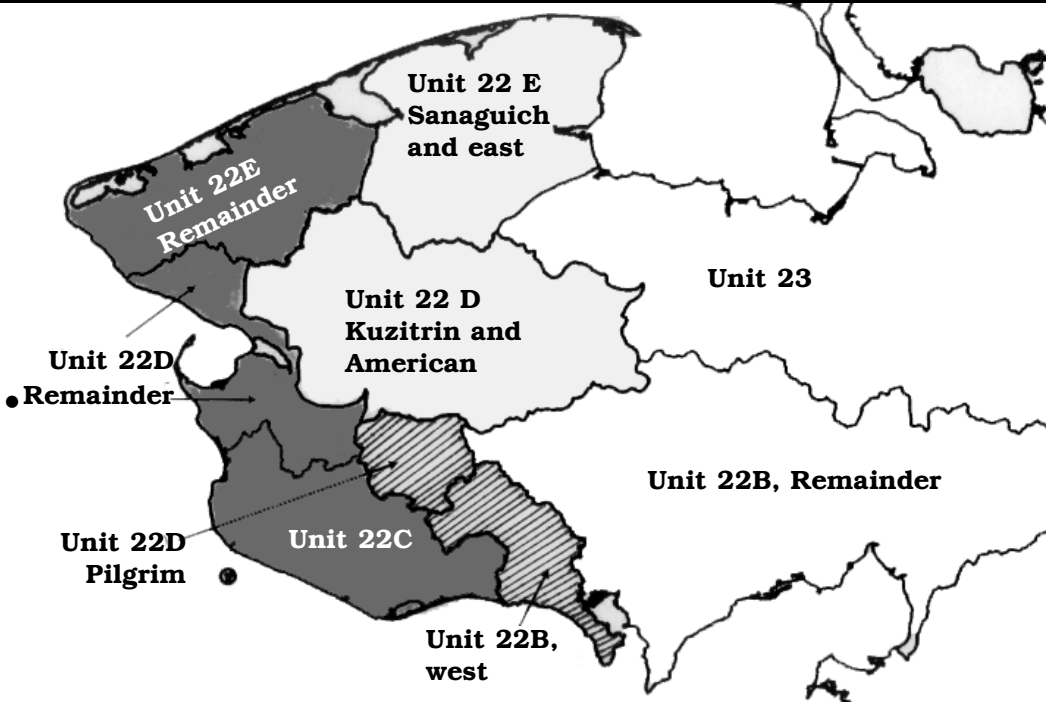 Unit 22 E
Sanaguich
and east
Unit 22E
Remainder
Unit 23
Unit 22 D
Kuzitrin and
American
Unit 22D
Remainder
Unit 22B, Remainder
Unit 22D
Pilgrim
Unit 22C
Unit 22B,
west